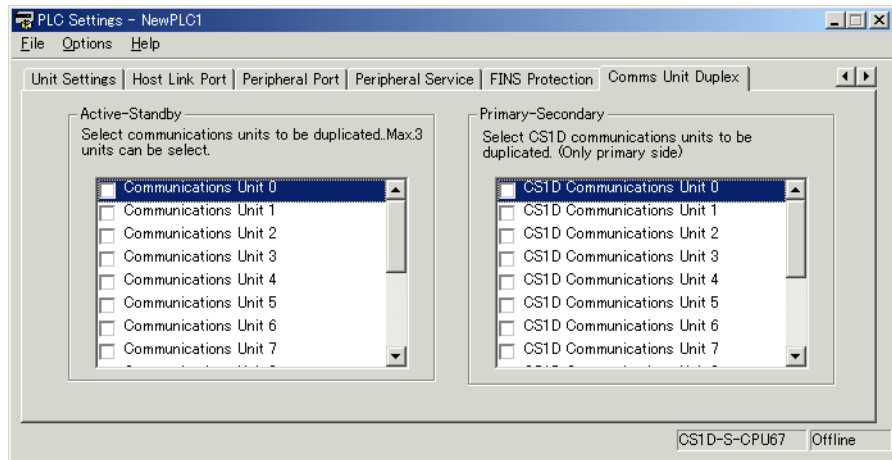 PLC Settings - NewPLC1
File Options Help
Unit Settings Host Link Port Peripheral Port Peripheral Service FINS Protection Comms Unit Duplex
Active-Standby
Select communications units to be duplicated..Max.3
units can be select.
Communications Unit 0
Communications Unit 1
Communications Unit 2
Communications Unit 3
Communications Unit 4
Communications Unit 5
Communications Unit 6
Communications Unit 7
Primary-Secondary
Select CS1D communications units to be
duplicated. (Only primary side)
CS1D Communications Unit 0
CS1D Communications Unit 1
CS1D Communications Unit 2
CS1D Communications Unit 3
CS1D Communications Unit 4
CS1D Communications Unit 5
CS1D Communications Unit 6
CS1D Communications Unit 7
CS1D-S-CPU67 Offline